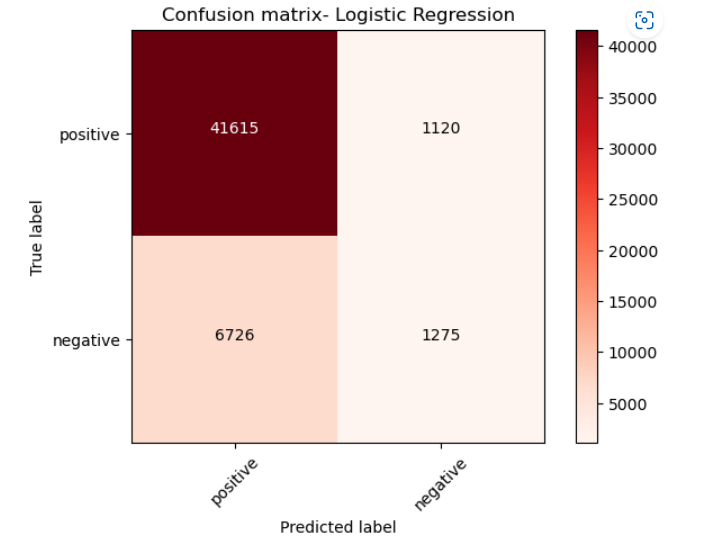 Confusion matrix- Logistic Regression
True label
positive
negative
41615
1120
6726
1275
positive
negative
Predicted label
40000
35000
30000
25000
20000
15000
10000
5000